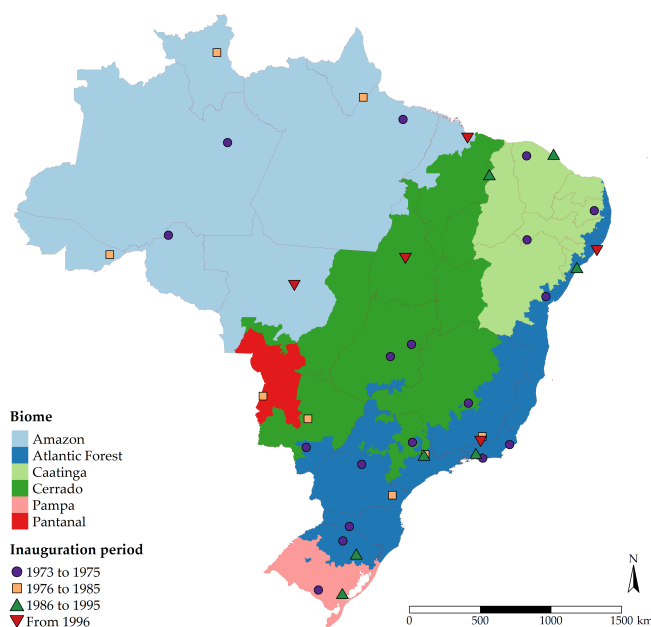 Biome
Amazon
Atlantic Forest
Caatinga
Cerrado
Pampa
Pantanal
Inauguration period
1973 to 1975
1976 to 1985
1986 to 1995
From 1996
N
0 500 1000 1500 km